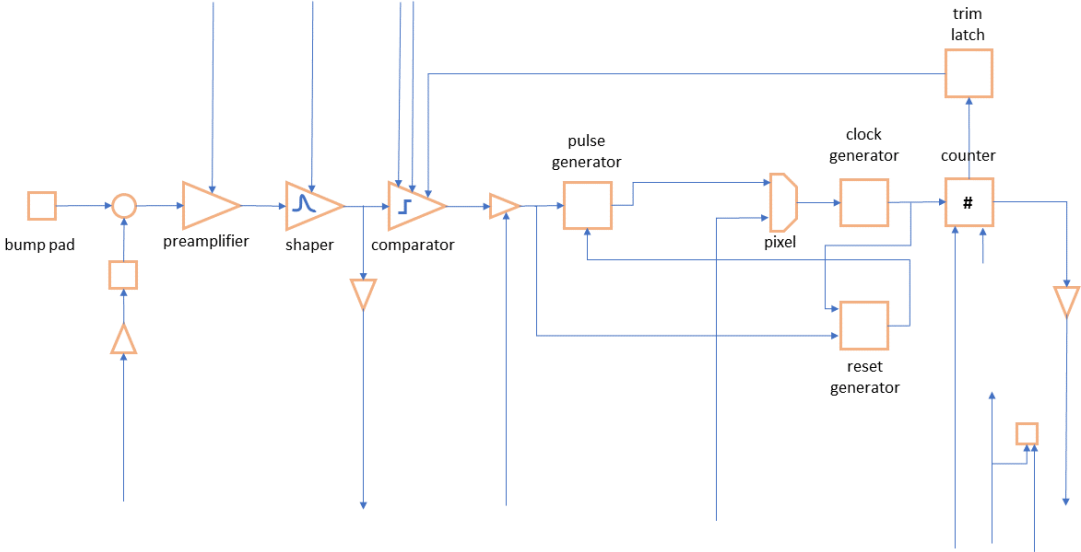 trim
latch
pulse
generator
clock
generator
counter
#
bump pad
preamplifier
shaper
comparator
pixel
reset
generator